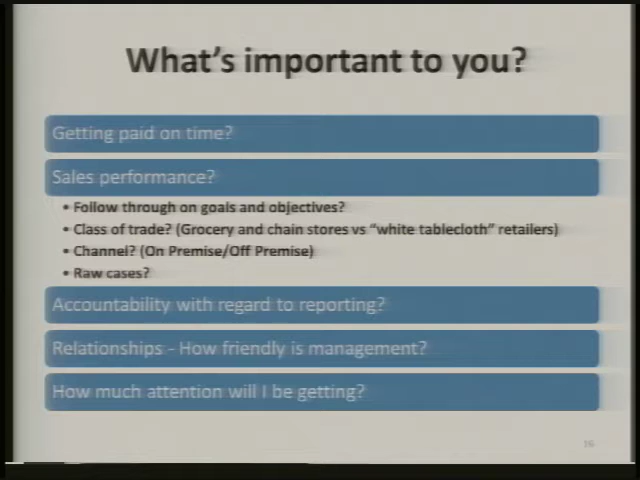 What's important to you?
Getting paid on time?
Sales performance?
• Follow through on goals and objectives?
• Class of trade? (Grocery and chain stores vs "white tablecloth" retailers)
• Channel? (On Premise/Off Premise)
• Raw cases?
Accountability with regard to reporting?
Relationships - How friendly is management?
How much attention will I be getting?
16